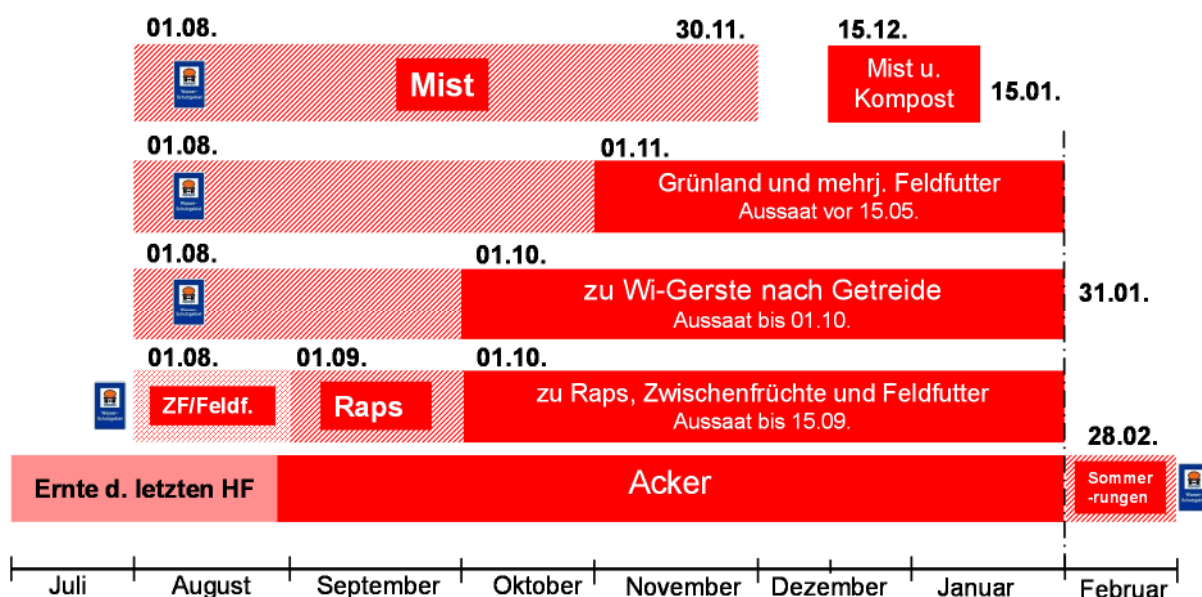 01.08.
30.11.
15.12.
Mist
Mist u.
Kompost
15.01.
01.08.
01.11.
Grünland und mehrj. Feldfutter
Aussaat vor 15.05.
01.08.
01.10.
zu Wi-Gerste nach Getreide
Aussaat bis 01.10.
31.01.
01.08.
01.09.
01.10.
ZF/Feldf.
Raps
zu Raps, Zwischenfrüchte und Feldfutter
Aussaat bis 15.09.
28.02.
Ernte d. letzten HF
Acker
Sommer
-rungen
Juli
August
September
Oktober
November
Dezember
Januar
Februar